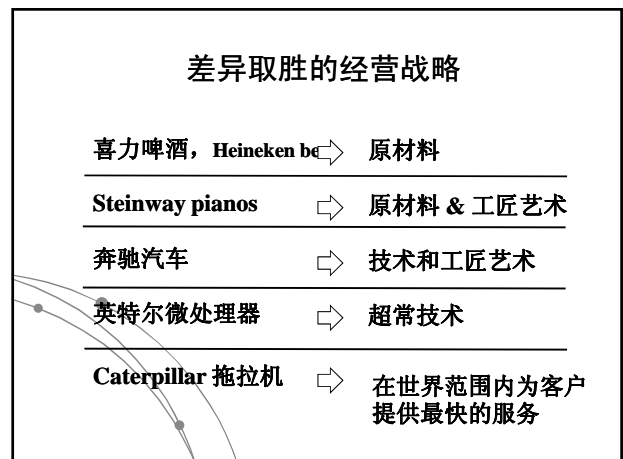 差异取胜的经营战略
喜力啤酒，Heineken be 原材料
Steinway pianos 原材料 & 工匠艺术
奔驰汽车 技术和工匠艺术
英特尔微处理器 超常技术
Caterpillar 拖拉机 在世界范围内为客户
提供最快的服务